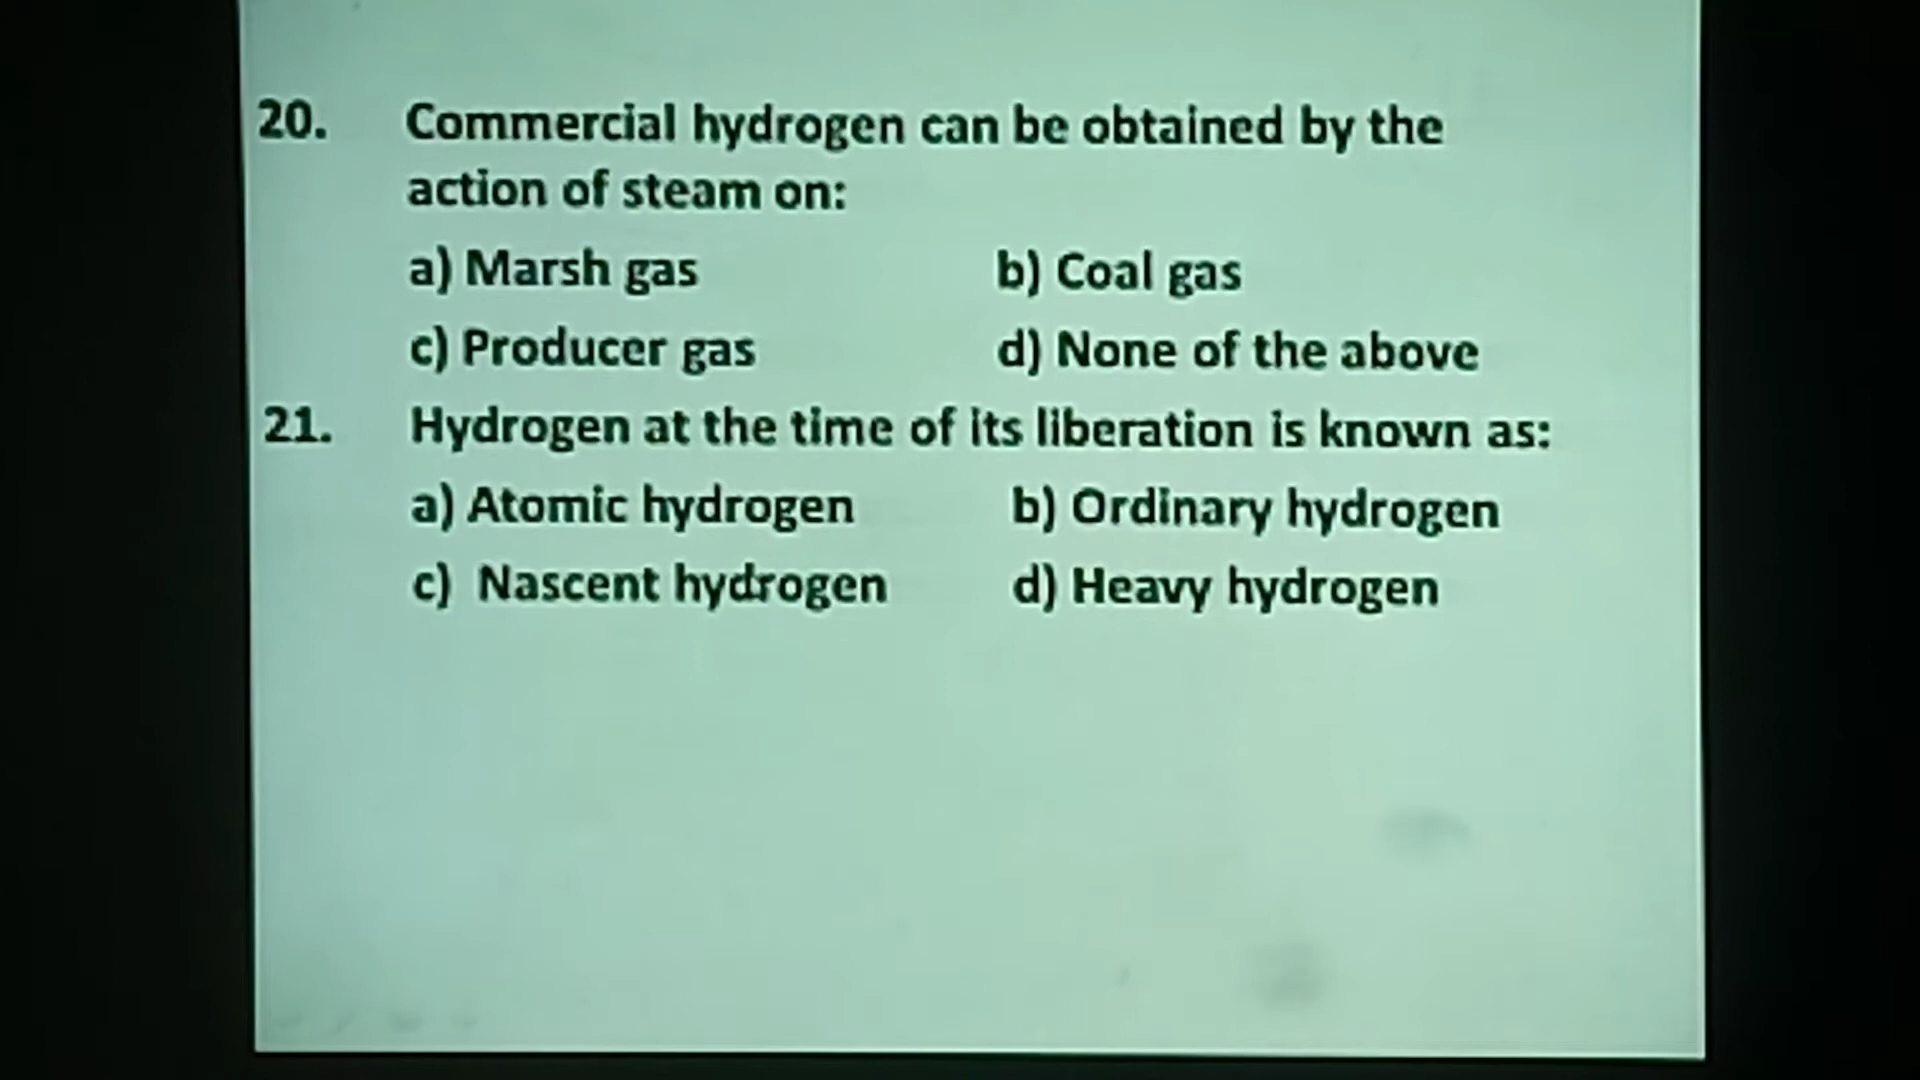 20. Commercial hydrogen can be obtained by the
action of steam on:
a) Marsh gas b) Coal gas
c) Producer gas d) None of the above
21. Hydrogen at the time of its liberation is known as:
a) Atomic hydrogen b) Ordinary hydrogen
c) Nascent hydrogen d) Heavy hydrogen